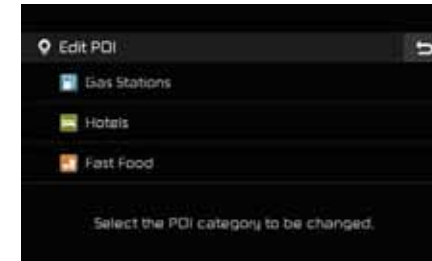 Edit POI
Gas Stations
Hotels
Fast Food
Select the POI category to be changed.